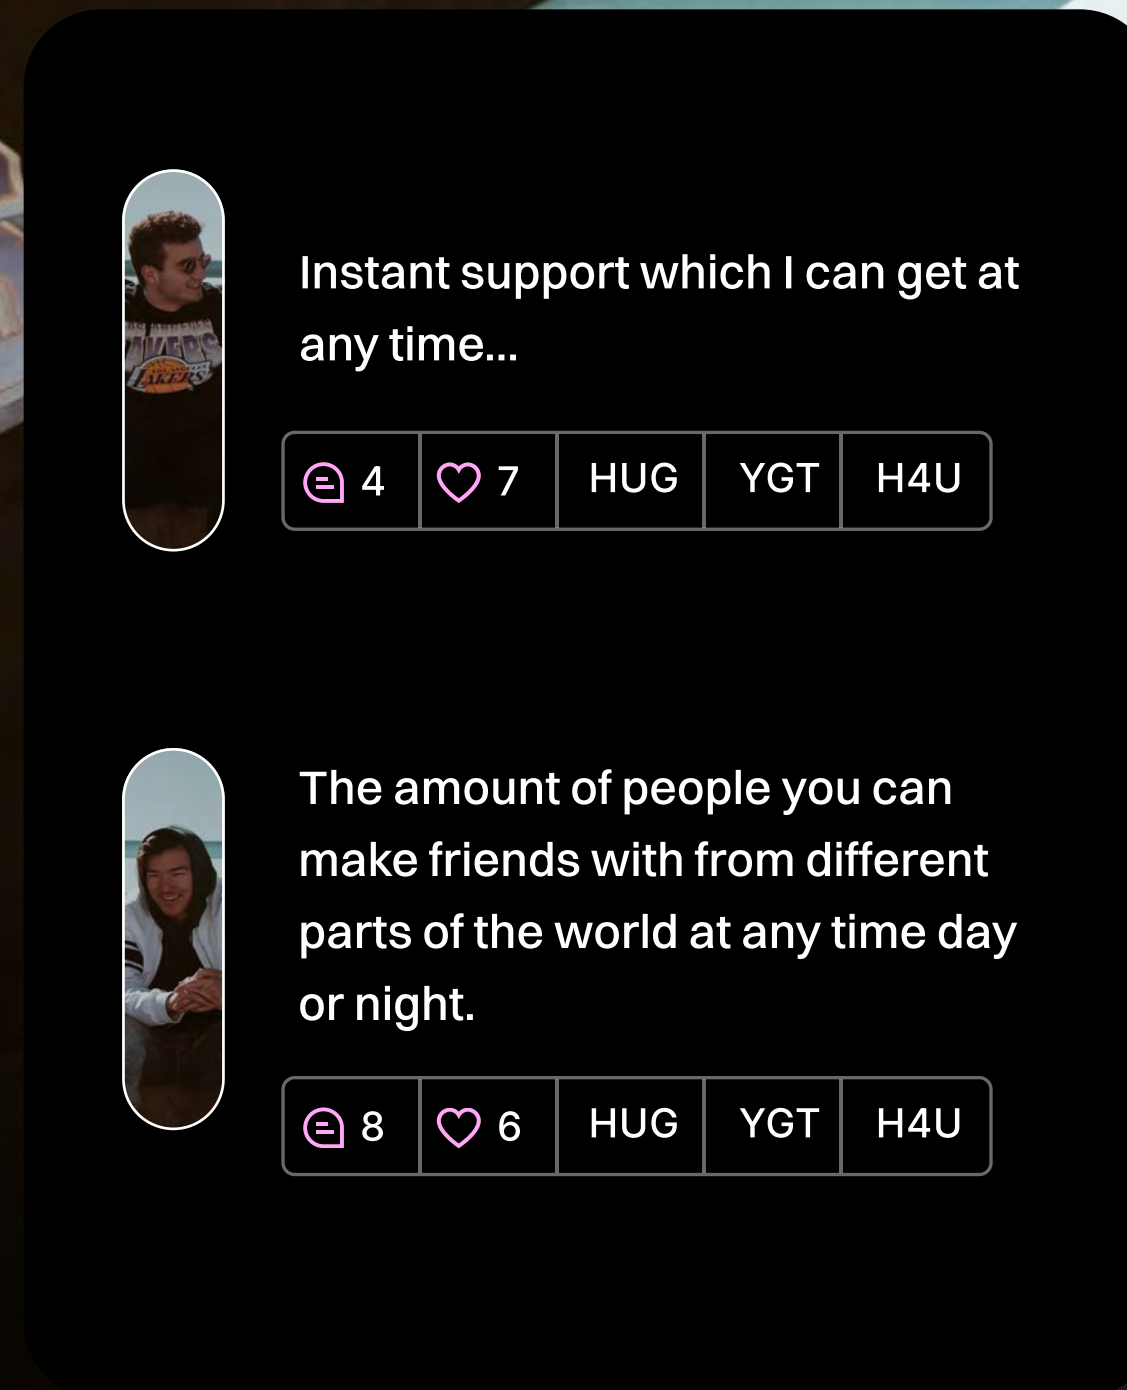 LAKERS
Instant support which I can get at
any time...
4 7 HUG YGT H4U
The amount of people you can
make friends with from different
parts of the world at any time day
or night.
8 6 HUG YGT H4U